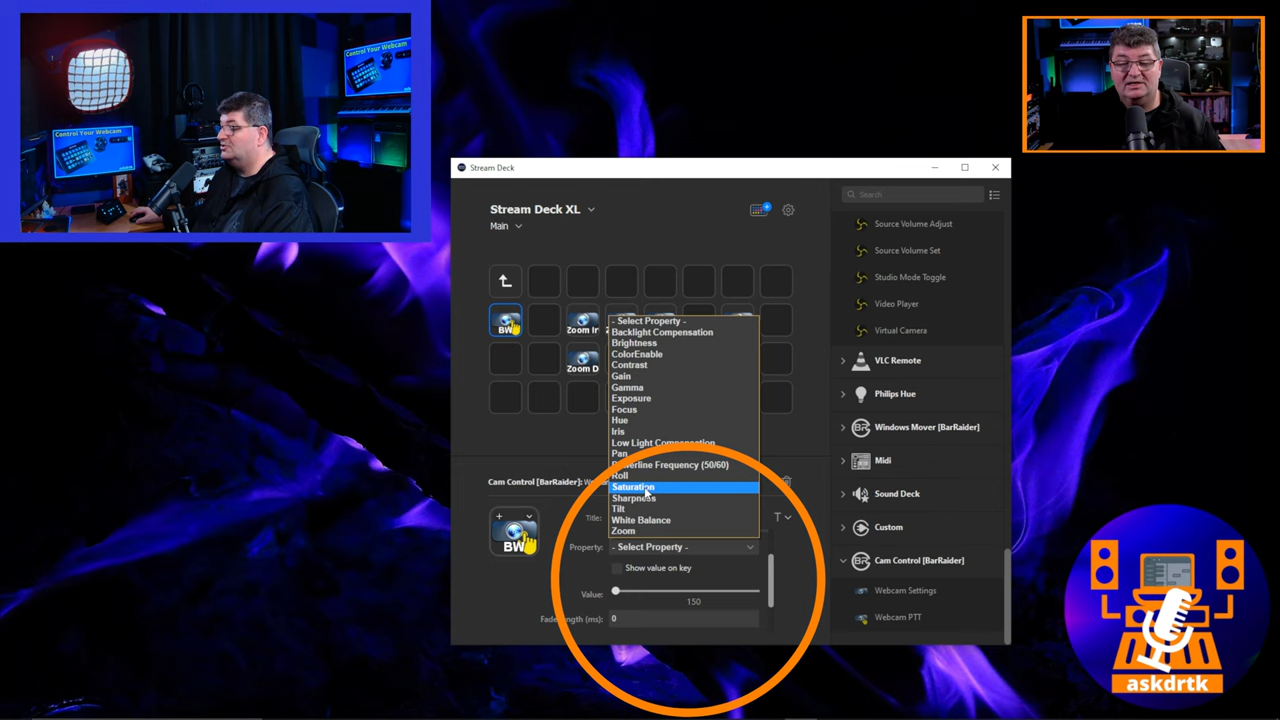 Control Your Webcam
Control Your Webcam
Stream Deck
Stream Deck XL
Main
Search
Source Volume Adjust
Source Volume Set
Studio Mode Toggle
Video Player
Virtual Camera
VLC Remote
Philips Hue
Windows Mover [BarRaider]
Midi
Sound Deck
Custom
Cam Control [BarRaider]
Webcam Settings
Webcam PTT
BW
Zoom In
Zoom D
- Select Property -
Backlight Compensation
Brightness
ColorEnable
Contrast
Gain
Gamma
Exposure
Focus
Hue
Iris
Low Light Compensation
Pan
Powerline Frequency (50/60)
Roll
Saturation
Sharpness
Tilt
White Balance
Zoom
Cam Control [BarRaider]:
BW
Title:
T
Property: - Select Property -
Show value on key
Value:
150
Fade Length (ms): 0
askdrtk